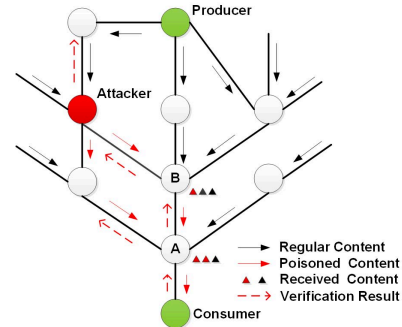 Producer
Attacker
B
A
Regular Content
Poisoned Content
Received Content
Verification Result
Consumer